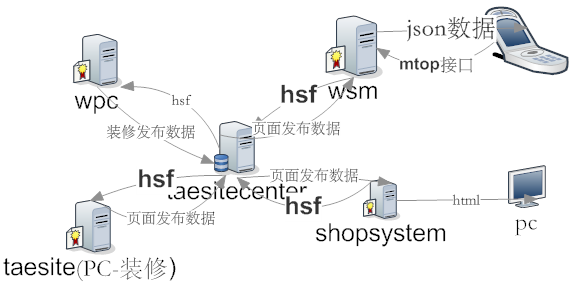 json数据
mtop接口
wpc
hsf
hsf
wsm
装修发布数据
页面发布数据
hsf
taesitecenter
页面发布数据
页面发布数据
hsf
html
shopsystem
pc
taesite(PC-装修)